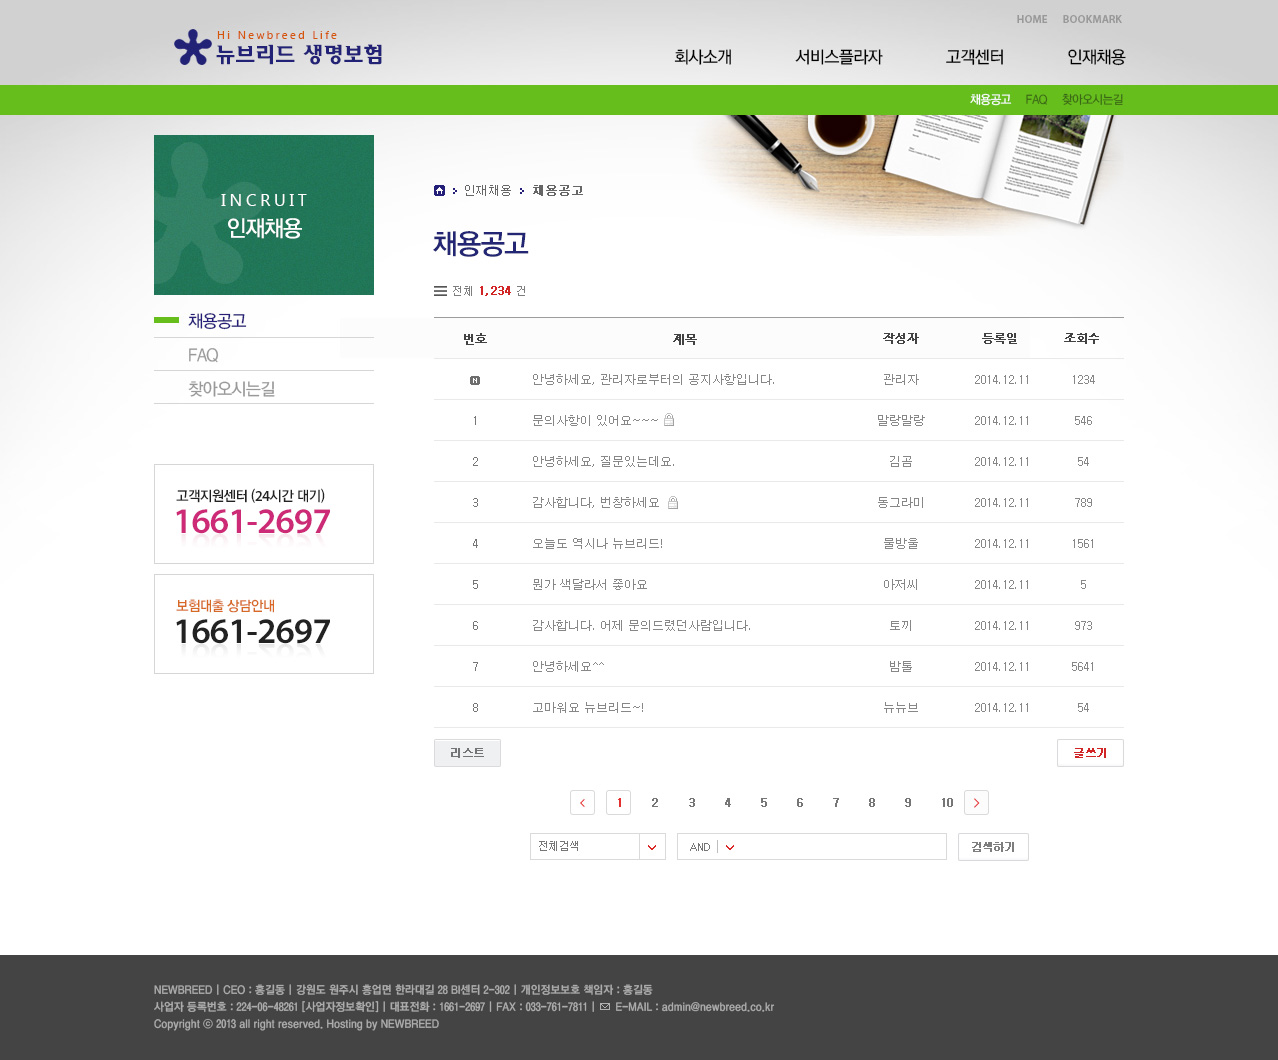 HOME BOOKMARK
Hi Newbreed Life
뉴브리드 생명보험
회사소개 서비스플라자 고객센터 인재채용
채용공고 FAQ 찾아오시는길
INCRUIT
인재채용
채용공고
FAQ
찾아오시는길
고객지원센터 (24시간 대기)
1661-2697
보험대출 상담안내
1661-2697
인재채용 채용공고
채용공고
전체 1,234 건
번호 제목 작성자 등록일 조회수
N 안녕하세요, 관리자로부터의 공지사항입니다. 관리자 2014.12.11 1234
1 문의사항이 있어요~~~ 말랑말랑 2014.12.11 546
2 안녕하세요, 질문있는데요. 김곰 2014.12.11 54
3 감사합니다, 번창하세요 동그라미 2014.12.11 789
4 오늘도 역시나 뉴브리드! 물방울 2014.12.11 1561
5 뭔가 색달라서 좋아요 아저씨 2014.12.11 5
6 감사합니다. 어제 문의드렸던사람입니다. 토끼 2014.12.11 973
7 안녕하세요^^ 밤톨 2014.12.11 5641
8 고마워요 뉴브리드~! 뉴뉴브 2014.12.11 54
리스트 글쓰기
< 1 2 3 4 5 6 7 8 9 10 >
전체검색 AND 검색하기
NEWBREED | CEO : 홍길동 | 강원도 원주시 흥업면 한라대길 28 BI센터 2-302 | 개인정보보호 책임자 : 홍길동
사업자 등록번호 : 224-06-48261 [사업자정보확인] | 대표전화 : 1661-2697 | FAX : 033-761-7811 | E-MAIL : admin@newbreed.co.kr
Copyright ⓒ 2013 all right reserved. Hosting by NEWBREED